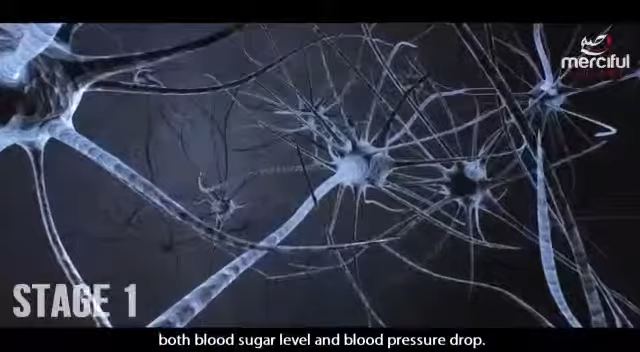 merciful
STAGE 1
both blood sugar level and blood pressure drop.